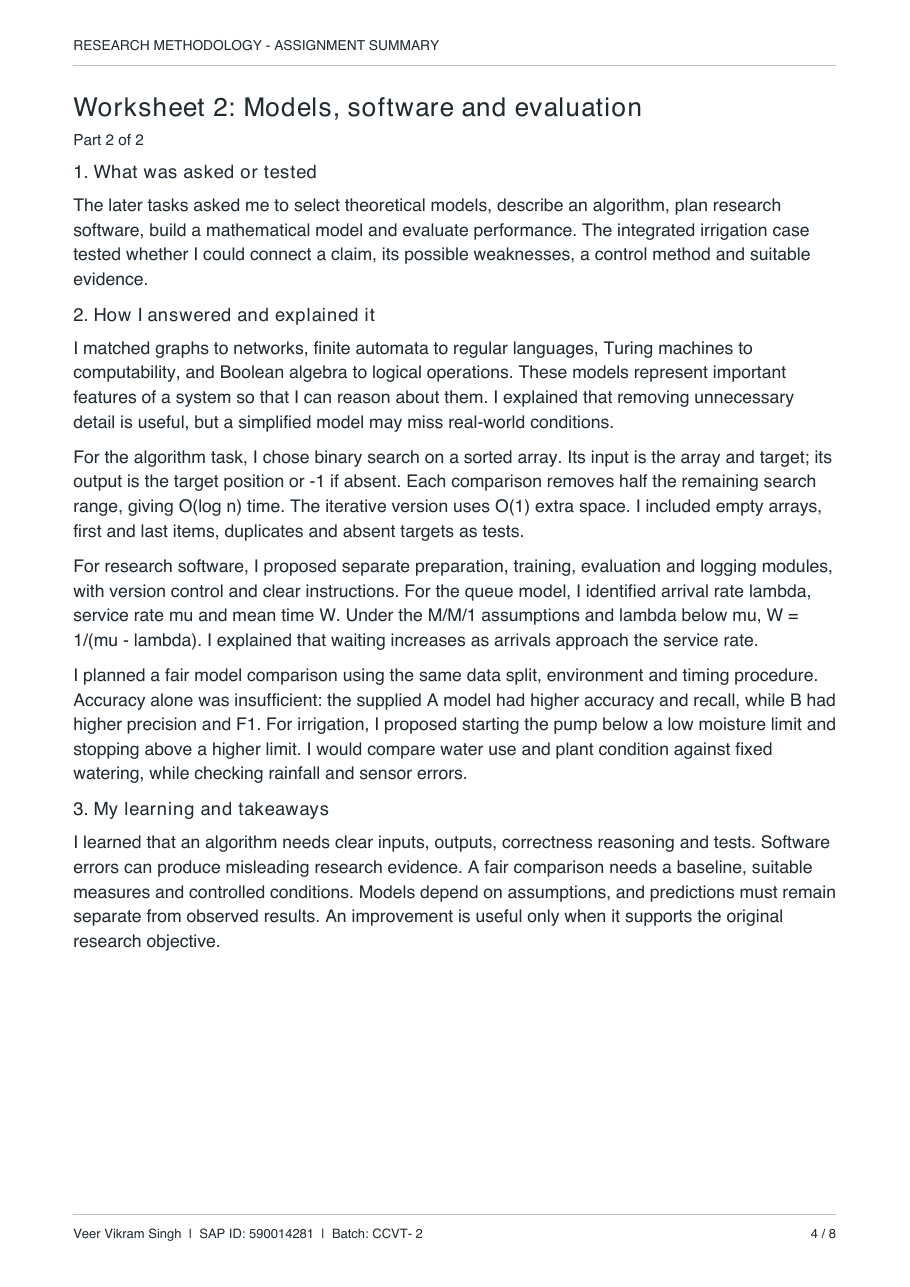 RESEARCH METHODOLOGY - ASSIGNMENT SUMMARY
Worksheet 2: Models, software and evaluation
Part 2 of 2
1. What was asked or tested
The later tasks asked me to select theoretical models, describe an algorithm, plan research
software, build a mathematical model and evaluate performance. The integrated irrigation case
tested whether I could connect a claim, its possible weaknesses, a control method and suitable
evidence.
2. How I answered and explained it
I matched graphs to networks, finite automata to regular languages, Turing machines to
computability, and Boolean algebra to logical operations. These models represent important
features of a system so that I can reason about them. I explained that removing unnecessary
detail is useful, but a simplified model may miss real-world conditions.
For the algorithm task, I chose binary search on a sorted array. Its input is the array and target; its
output is the target position or -1 if absent. Each comparison removes half the remaining search
range, giving O(log n) time. The iterative version uses O(1) extra space. I included empty arrays,
first and last items, duplicates and absent targets as tests.
For research software, I proposed separate preparation, training, evaluation and logging modules,
with version control and clear instructions. For the queue model, I identified arrival rate lambda,
service rate mu and mean time W. Under the M/M/1 assumptions and lambda below mu, W =
1/(mu - lambda). I explained that waiting increases as arrivals approach the service rate.
I planned a fair model comparison using the same data split, environment and timing procedure.
Accuracy alone was insufficient: the supplied A model had higher accuracy and recall, while B had
higher precision and F1. For irrigation, I proposed starting the pump below a low moisture limit and
stopping above a higher limit. I would compare water use and plant condition against fixed
watering, while checking rainfall and sensor errors.
3. My learning and takeaways
I learned that an algorithm needs clear inputs, outputs, correctness reasoning and tests. Software
errors can produce misleading research evidence. A fair comparison needs a baseline, suitable
measures and controlled conditions. Models depend on assumptions, and predictions must remain
separate from observed results. An improvement is useful only when it supports the original
research objective.
Veer Vikram Singh | SAP ID: 590014281 | Batch: CCVT- 2
4 / 8